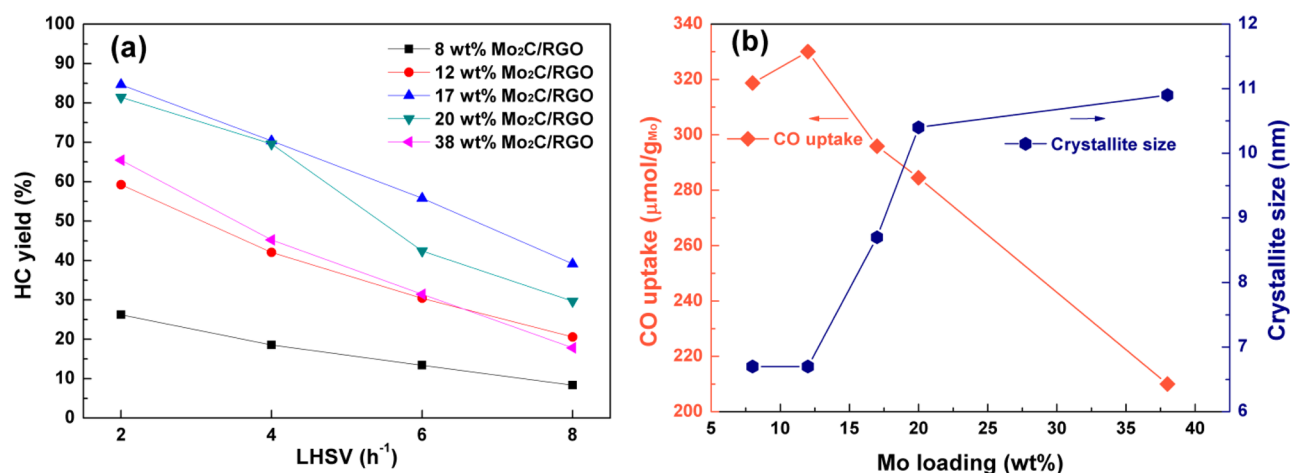 (a)
8 wt% Mo₂C/RGO
12 wt% Mo₂C/RGO
17 wt% Mo₂C/RGO
20 wt% Mo₂C/RGO
38 wt% Mo₂C/RGO
HC yield (%)
100
90
80
70
60
50
40
30
20
10
0
2 4 6 8
LHSV (h⁻¹)
(b)
CO uptake
Crystallite size
CO uptake (μmol/gMo)
340
320
300
280
260
240
220
200
12
11
10
9
8
7
6
Crystallite size (nm)
5 10 15 20 25 30 35 40
Mo loading (wt%)